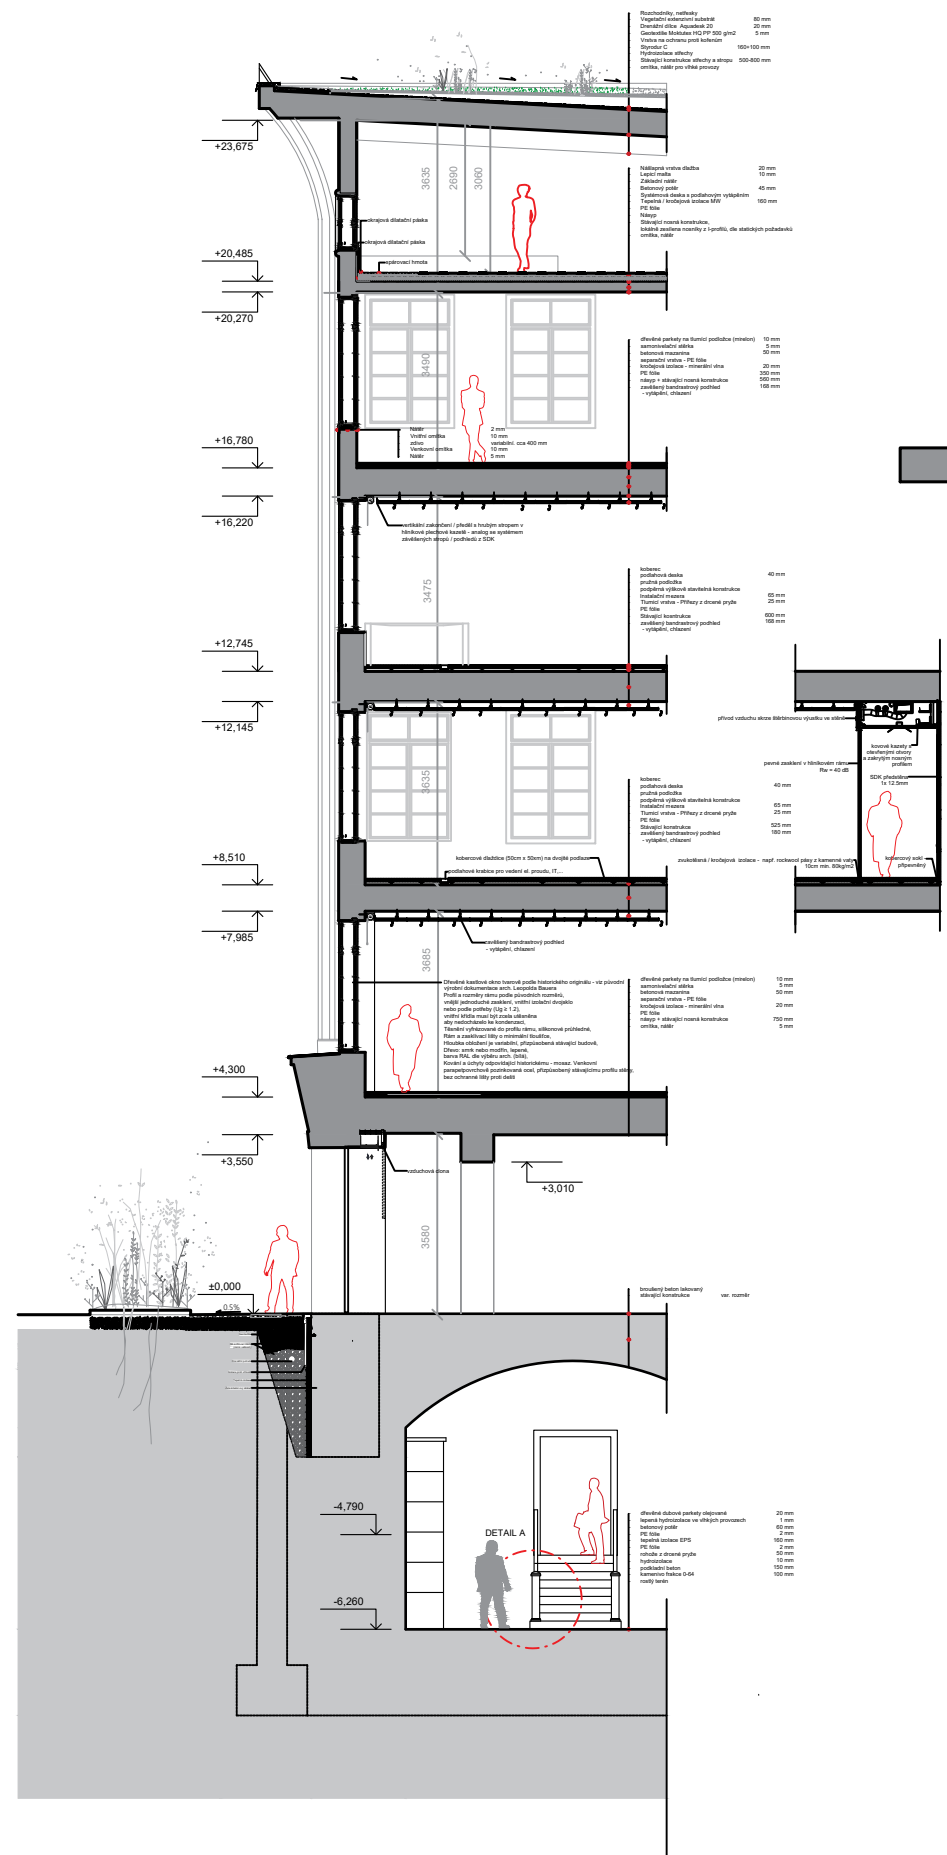 Rozchodníky, netřesky
Vegetační extenzivní substrát 80 mm
Drenážní dílce Aquadesk 20 20 mm
Geotextilie Moklutex HQ PP 500 g/m2 5 mm
Vrstva na ochranu proti kořenům
Styrodur C 160+100 mm
Hydroizolace střechy
Stávající konstrukce střechy a stropu 500-800 mm
omítka, nátěr pro vlhké provozy
+23,675
3635
2690
3060
Nášlapná vrstva dlažba 20 mm
Lepící malta 10 mm
Základní nátěr
Betonový potěr 45 mm
Systémová deska s podlahovým vytápěním
Tepelná / kročejová izolace MW 160 mm
PE fólie
Násyp
Stávající nosná konstrukce,
lokálně zesílena nosníky z I-profilů, dle statických požadavků
omítka, nátěr
okrajová dilatační páska
okrajová dilatační páska
spárovací hmota
+20,485
+20,270
3490
dřevěné parkety na tlumící podložce (mirelon) 10 mm
samonivelační stěrka 5 mm
betonová mazanina 50 mm
separační vrstva - PE fólie
kročejová izolace - minerální vlna 20 mm
PE fólie 350 mm
násyp + stávající nosná konstrukce 560 mm
zavěšený bandrastrový podhled 168 mm
- vytápění, chlazení
Nátěr 2 mm
Vnitřní omítka 10 mm
zdivo variabilní. cca 400 mm
Venkovní omítka 10 mm
Nátěr 5 mm
+16,780
+16,220
vertikální zakončení / předěl s hrubým stropem v
hliníkové plechové kazetě - analog se systémem
závěšených stropů / podhledů z SDK
3475
koberec
podlahová deska 40 mm
pružná podložka
podpěrná výškově stavitelná konstrukce
Instalační mezera 65 mm
Tlumící vrstva - Přířezy z drcené pryže 25 mm
PE fólie
Stávající kosntrukce 600 mm
zavěšený bandrastrový podhled 168 mm
- vytápění, chlazení
+12,745
+12,145
přívod vzduchu skrze štěrbinovou výustku ve stěně
kovové kazety s
otevřenými otvory
a zakrytým nosným
profilem
pevné zasklení v hliníkovém rámu
Rw = 40 dB
SDK předstěna
1x 12.5mm
3635
koberec
podlahová deska 40 mm
pružná podložka
podpěrná výškově stavitelná konstrukce
Instalační mezera 65 mm
Tlumící vrstva - Přířezy z drcené pryže 25 mm
PE fólie
Stávající konstrukce 525 mm
zavěšený bandrastrový podhled 180 mm
- vytápění, chlazení
kobercové dlaždice (50cm x 50cm) na dvojité podlaze
podlahové krabice pro vedení el. proudu, IT,...
zvukotěsná / kročejová izolace - např. rockwool pásy z kamenné vaty
10cm min. 80kg/m2
kobercový sokl
připevněný
+8,510
+7,985
zavěšený bandrastrový podhled
- vytápění, chlazení
3685
Dřevěné kastlové okno tvarově podle historického originálu - viz původní
výrobní dokumentace arch. Leopolda Bauera
Profil a rozměry rámu podle původních rozměrů,
vnější jednoduché zasklení, vnitřní izolační dvojsklo
nebo podle potřeby (Ug ≥ 1.2),
vnitřní křídla musí být zcela utěsněna
aby nedocházelo ke kondenzaci,
Těsnění vyfrézované do profilu rámu, silikonové průhledné,
Rám a zasklívací lišty o minimální tloušťce,
Hloubka obložení je variabilní, přizpůsobená stávající budově,
Dřevo: smrk nebo modřín, lepené,
barva RAL dle výběru arch. (bílá),
Kování a úchyty odpovídající historickému - mosaz. Venkovní
parapetpovrchově pozinkovaná ocel, přizpůsobený stávajícímu profilu stěny,
bez ochranné lišty proti dešti
dřevěné parkety na tlumící podložce (mirelon) 10 mm
samonivelační stěrka 5 mm
betonová mazanina 50 mm
separační vrstva - PE fólie
kročejová izolace - minerální vlna 20 mm
PE fólie
násyp + stávající nosná konstrukce 750 mm
omítka, nátěr 5 mm
+4,300
+3,550
vzduchová clona
+3,010
3580
±0,000
0.5%
broušený beton lakovaný
stávající konstrukce var. rozměr
-4,790
DETAIL A
dřevěné dubové parkety olejované 20 mm
lepená hydroizolace ve vlhkých provozech 1 mm
betonový potěr 60 mm
PE fólie 2 mm
tepelná izolace EPS 160 mm
PE fólie 2 mm
rohože z drcené pryže 50 mm
hydroizolace 10 mm
podkladní beton 150 mm
kamenivo frakce 0-64 100 mm
rostlý terén
-6,260